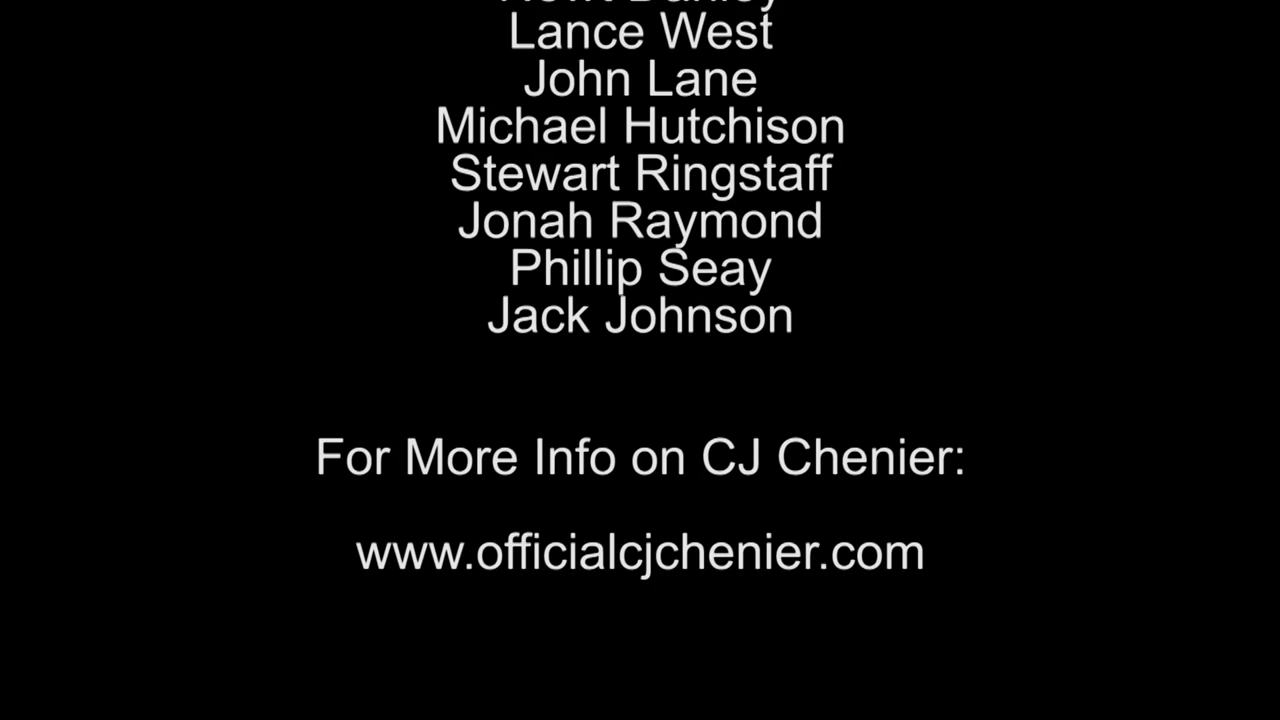 Lance West
John Lane
Michael Hutchison
Stewart Ringstaff
Jonah Raymond
Phillip Seay
Jack Johnson
For More Info on CJ Chenier:
www.officialcjchenier.com